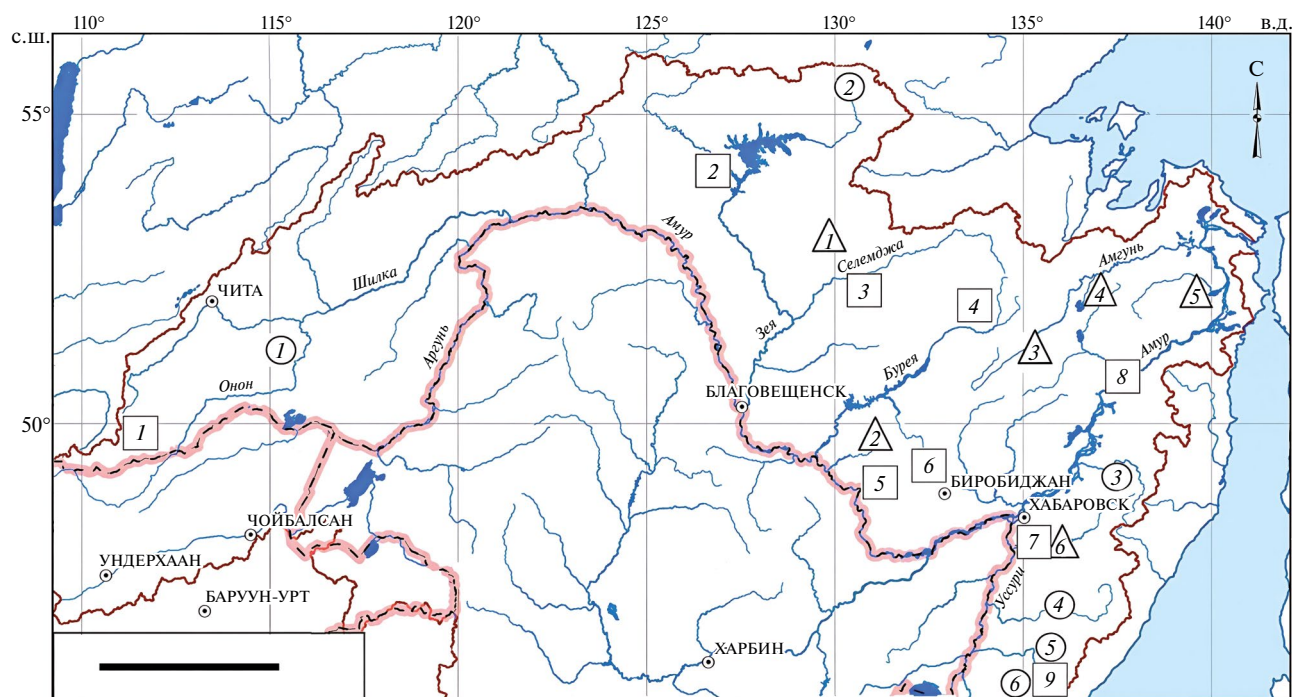 110° 115° 120° 125° 130° 135° 140° в.д.
с.ш.
С
2
55°
2
1
Амур
Селемджа
Амгунь
Шилка
3
4
5
ЧИТА
4
Зея
1
Аргунь
3
Амур
Бурея
8
Онон
БЛАГОВЕЩЕНСК
50°
1
2
6
3
5
БИРОБИДЖАН
ХАБАРОВСК
ЧОЙБАЛСАН
7
6
УНДЕРХААН
Уссури
БАРУУН-УРТ
4
ХАРБИН
5
6
9